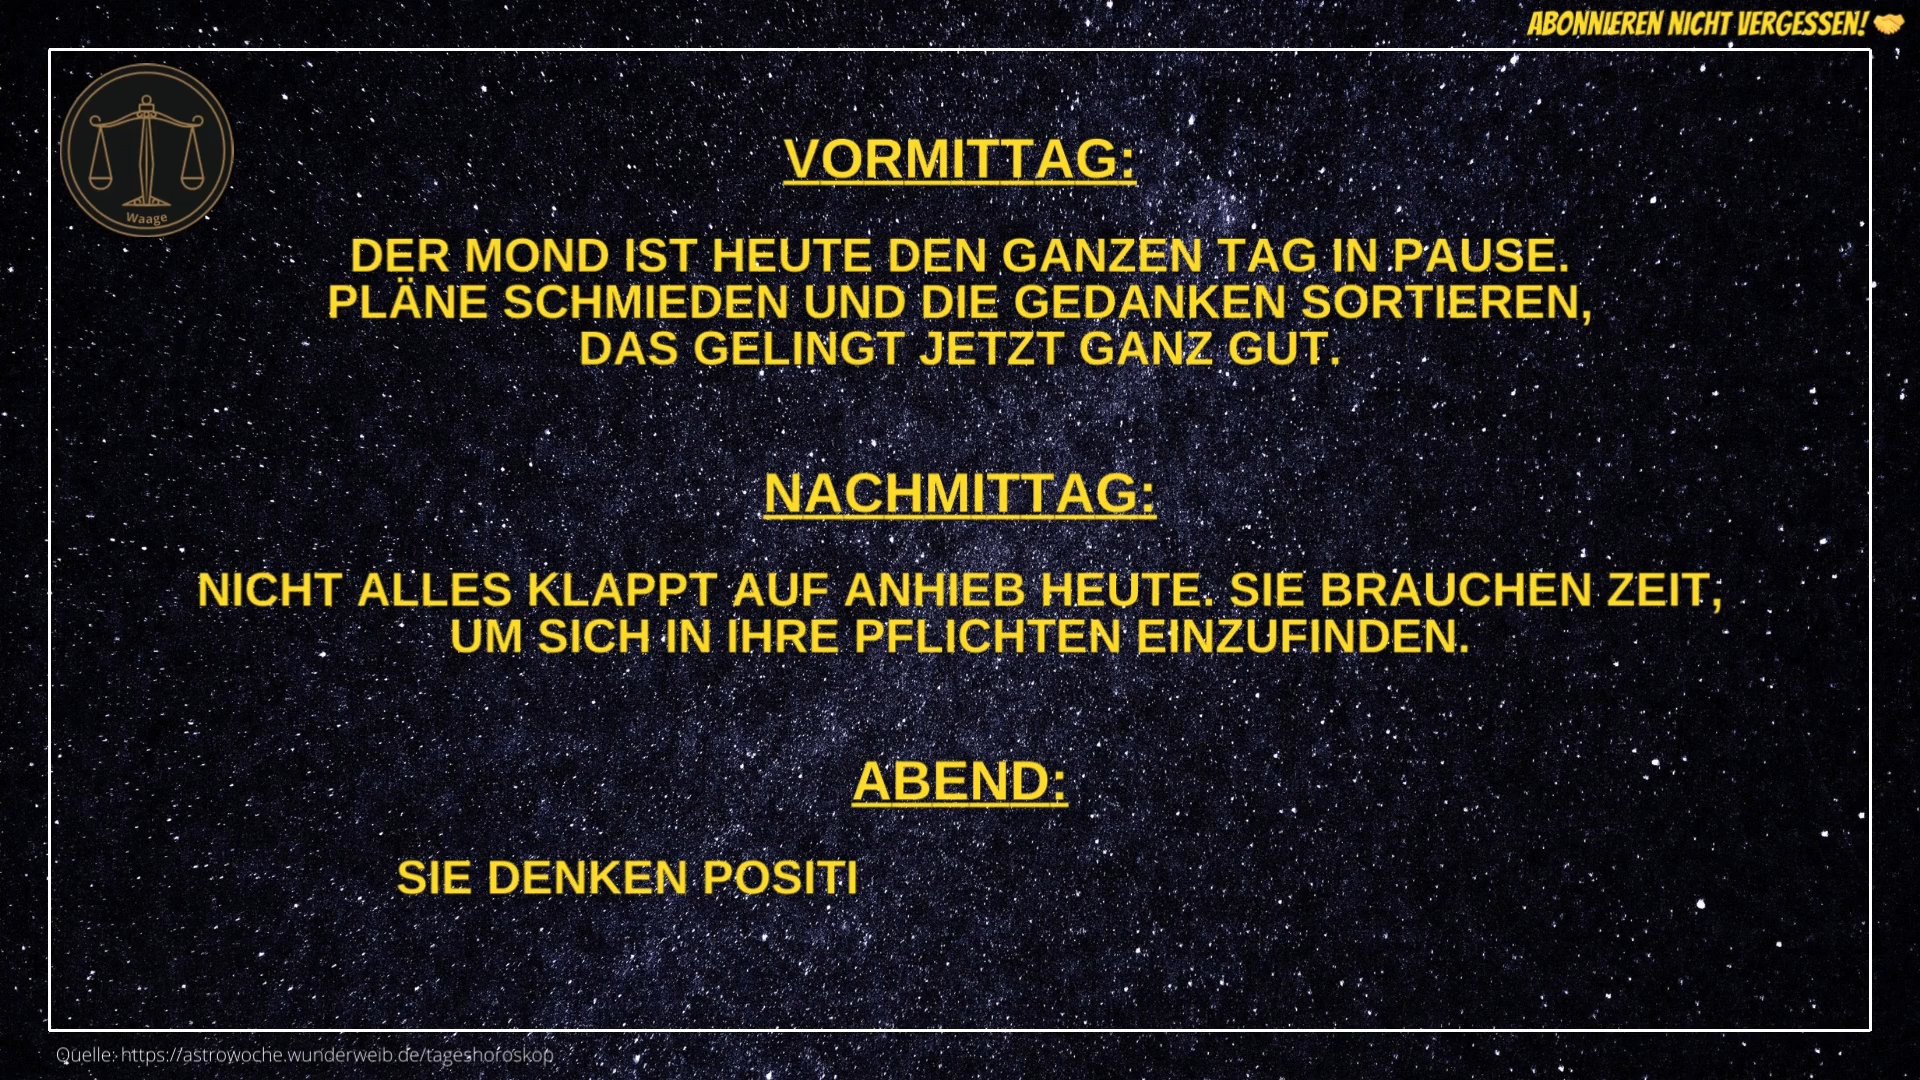 ABONNIEREN NICHT VERGESSEN!
Waage
VORMITTAG:
DER MOND IST HEUTE DEN GANZEN TAG IN PAUSE.
PLÄNE SCHMIEDEN UND DIE GEDANKEN SORTIEREN,
DAS GELINGT JETZT GANZ GUT.
NACHMITTAG:
NICHT ALLES KLAPPT AUF ANHIEB HEUTE. SIE BRAUCHEN ZEIT,
UM SICH IN IHRE PFLICHTEN EINZUFINDEN.
ABEND:
SIE DENKEN POSITI
Quelle: https://astrowoche.wunderweib.de/tageshoroskop